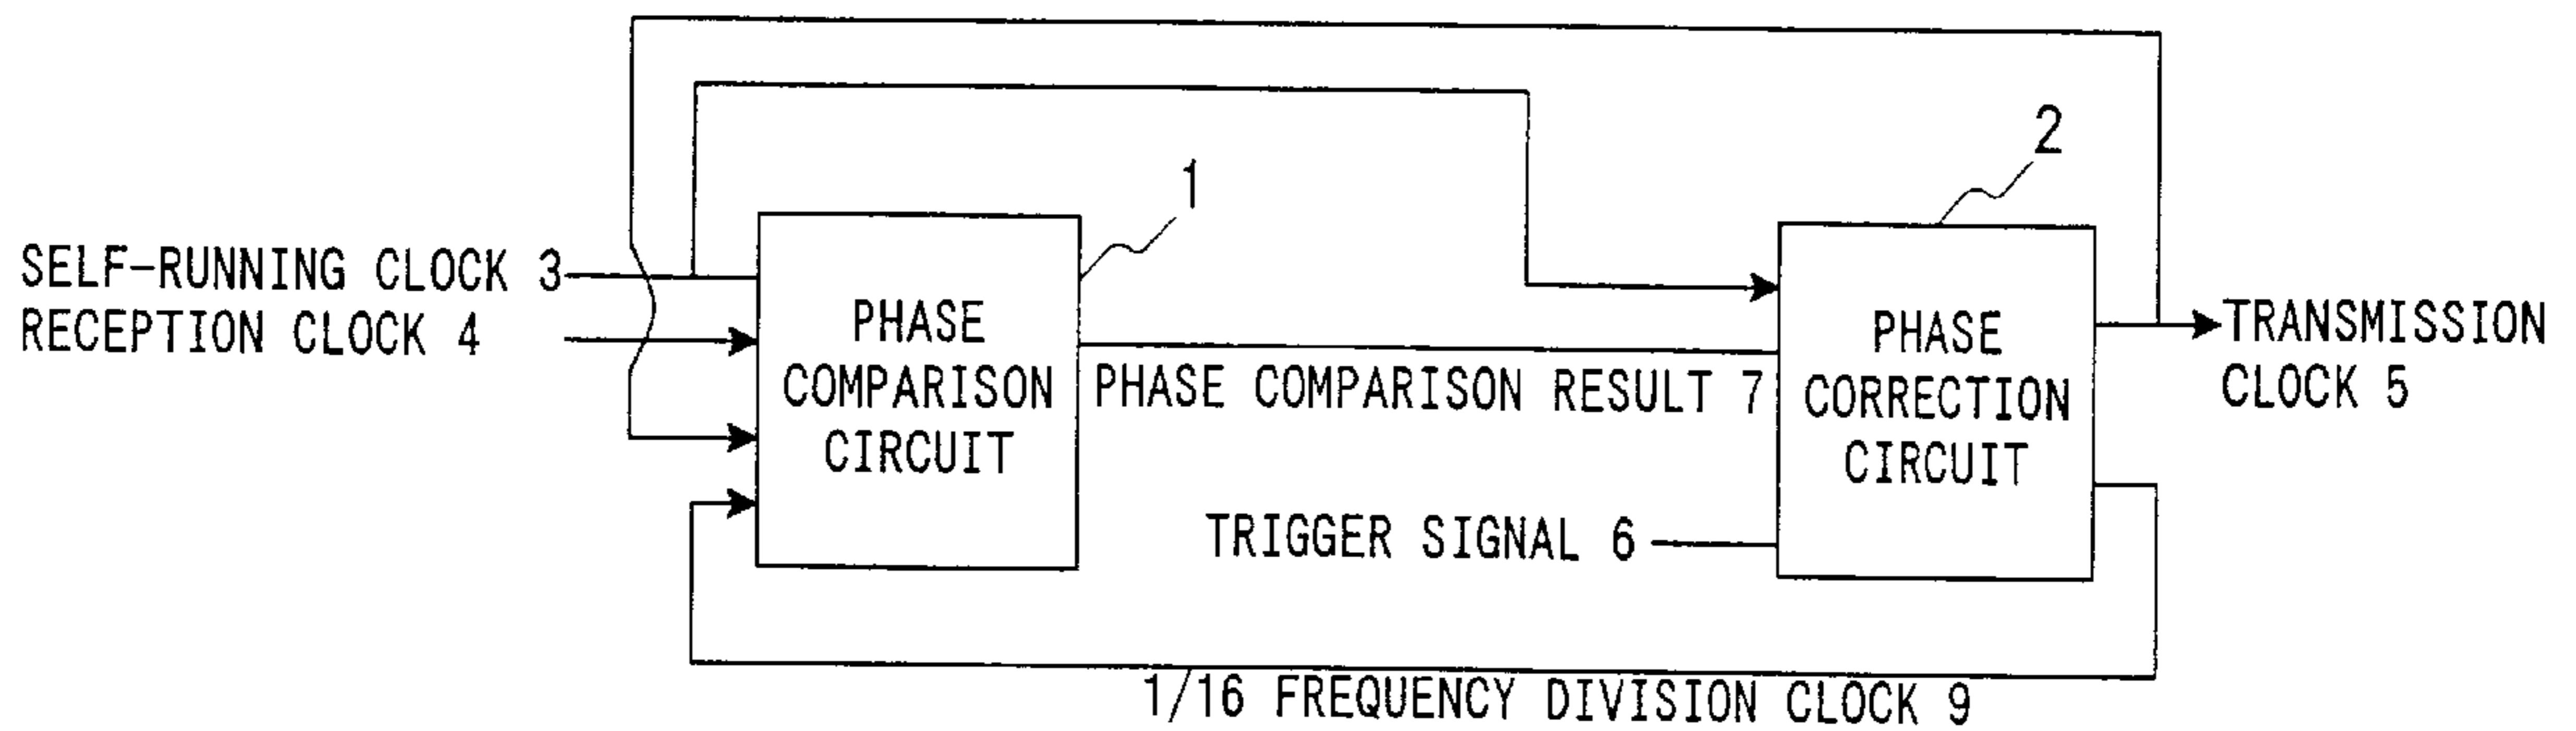 1
2
SELF-RUNNING CLOCK 3
RECEPTION CLOCK 4
PHASE
COMPARISON
CIRCUIT
PHASE COMPARISON RESULT 7
TRIGGER SIGNAL 6
PHASE
CORRECTION
CIRCUIT
TRANSMISSION
CLOCK 5
1/16 FREQUENCY DIVISION CLOCK 9